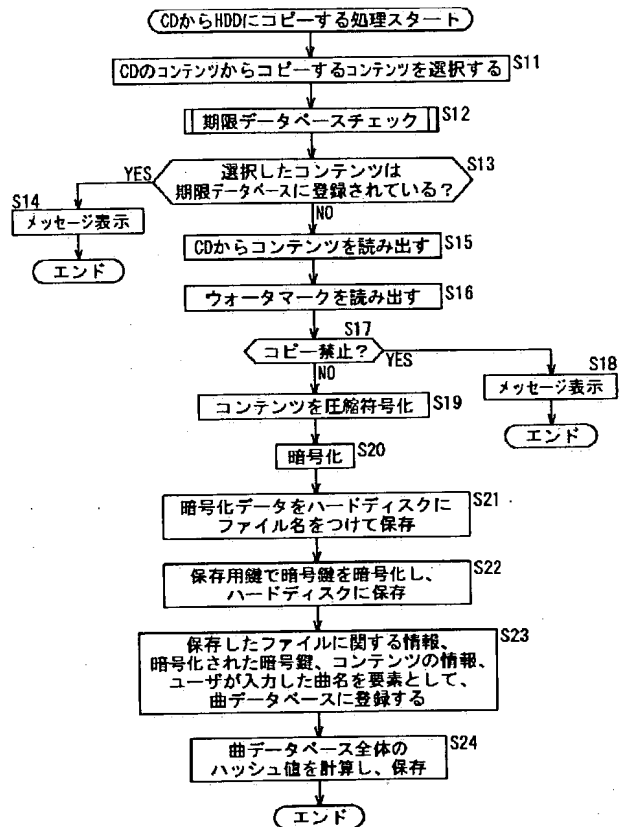 CDからHDDにコピーする処理スタート
CDのコンテンツからコピーするコンテンツを選択する
S11
期限データベースチェック
S12
選択したコンテンツは
期限データベースに登録されている?
S13
YES
S14
メッセージ表示
エンド
NO
CDからコンテンツを読み出す
S15
ウォータマークを読み出す
S16
S17
コピー禁止?
YES
S18
メッセージ表示
エンド
NO
コンテンツを圧縮符号化
S19
暗号化
S20
暗号化データをハードディスクに
ファイル名をつけて保存
S21
保存用鍵で暗号鍵を暗号化し、
ハードディスクに保存
S22
保存したファイルに関する情報、
暗号化された暗号鍵、コンテンツの情報、
ユーザが入力した曲名を要素として、
曲データベースに登録する
S23
曲データベース全体の
ハッシュ値を計算し、保存
S24
エンド